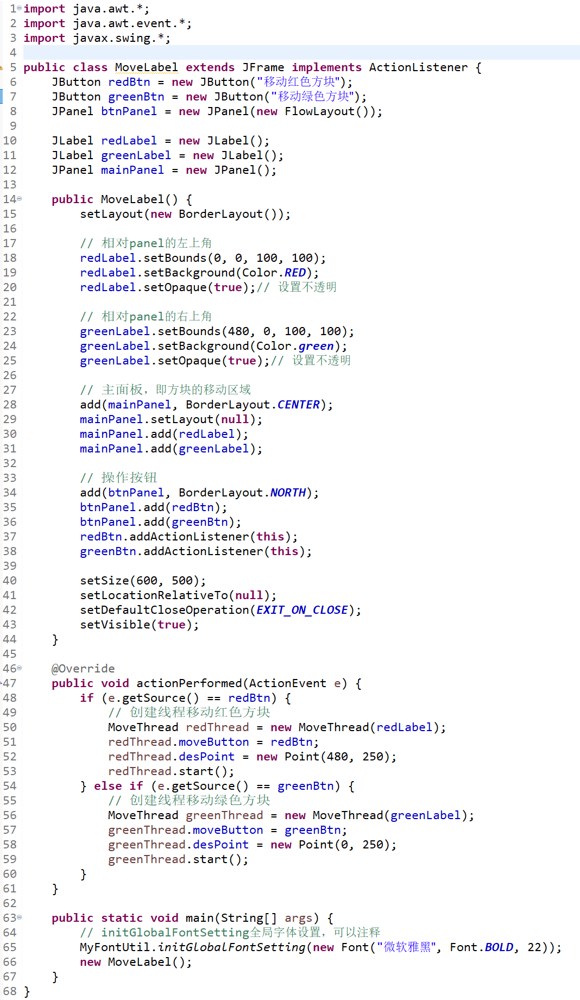 1 import java.awt.*;
2 import java.awt.event.*;
3 import javax.swing.*;
4
5 public class MoveLabel extends JFrame implements ActionListener {
6     JButton redBtn = new JButton("移动红色方块");
7     JButton greenBtn = new JButton("移动绿色方块");
8     JPanel btnPanel = new JPanel(new FlowLayout());
9
10     JLabel redLabel = new JLabel();
11     JLabel greenLabel = new JLabel();
12     JPanel mainPanel = new JPanel();
13
14     public MoveLabel() {
15         setLayout(new BorderLayout());
16
17         // 相对panel的左上角
18         redLabel.setBounds(0, 0, 100, 100);
19         redLabel.setBackground(Color.RED);
20         redLabel.setOpaque(true);// 设置不透明
21
22         // 相对panel的右上角
23         greenLabel.setBounds(480, 0, 100, 100);
24         greenLabel.setBackground(Color.green);
25         greenLabel.setOpaque(true);// 设置不透明
26
27         // 主面板，即方块的移动区域
28         add(mainPanel, BorderLayout.CENTER);
29         mainPanel.setLayout(null);
30         mainPanel.add(redLabel);
31         mainPanel.add(greenLabel);
32
33         // 操作按钮
34         add(btnPanel, BorderLayout.NORTH);
35         btnPanel.add(redBtn);
36         btnPanel.add(greenBtn);
37         redBtn.addActionListener(this);
38         greenBtn.addActionListener(this);
39
40         setSize(600, 500);
41         setLocationRelativeTo(null);
42         setDefaultCloseOperation(EXIT_ON_CLOSE);
43         setVisible(true);
44     }
45
46     @Override
47     public void actionPerformed(ActionEvent e) {
48         if (e.getSource() == redBtn) {
49             // 创建线程移动红色方块
50             MoveThread redThread = new MoveThread(redLabel);
51             redThread.moveButton = redBtn;
52             redThread.desPoint = new Point(480, 250);
53             redThread.start();
54         } else if (e.getSource() == greenBtn) {
55             // 创建线程移动绿色方块
56             MoveThread greenThread = new MoveThread(greenLabel);
57             greenThread.moveButton = greenBtn;
58             greenThread.desPoint = new Point(0, 250);
59             greenThread.start();
60         }
61     }
62
63     public static void main(String[] args) {
64         // initGlobalFontSetting全局字体设置，可以注释
65         MyFontUtil.initGlobalFontSetting(new Font("微软雅黑", Font.BOLD, 22));
66         new MoveLabel();
67     }
68 }